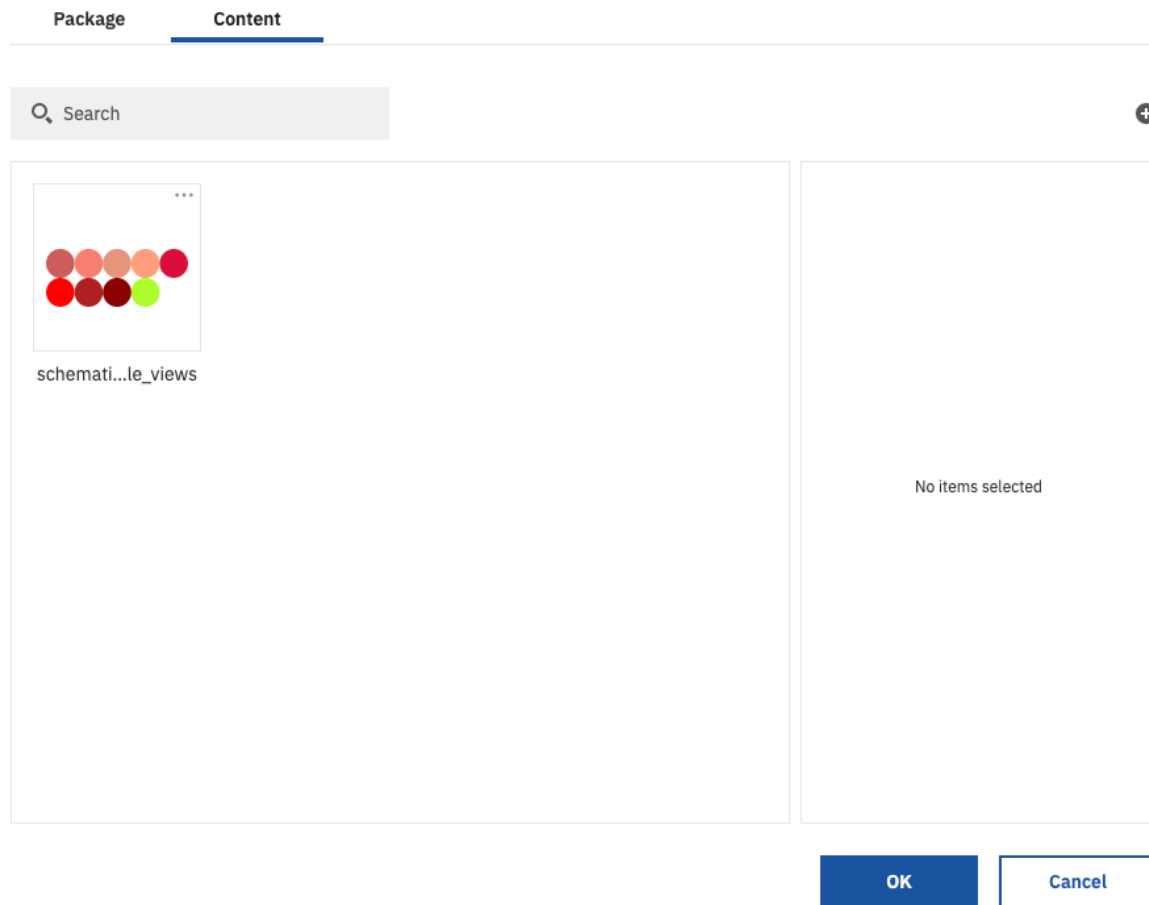 Package Content
Search
schemati...le_views
No items selected
OK Cancel